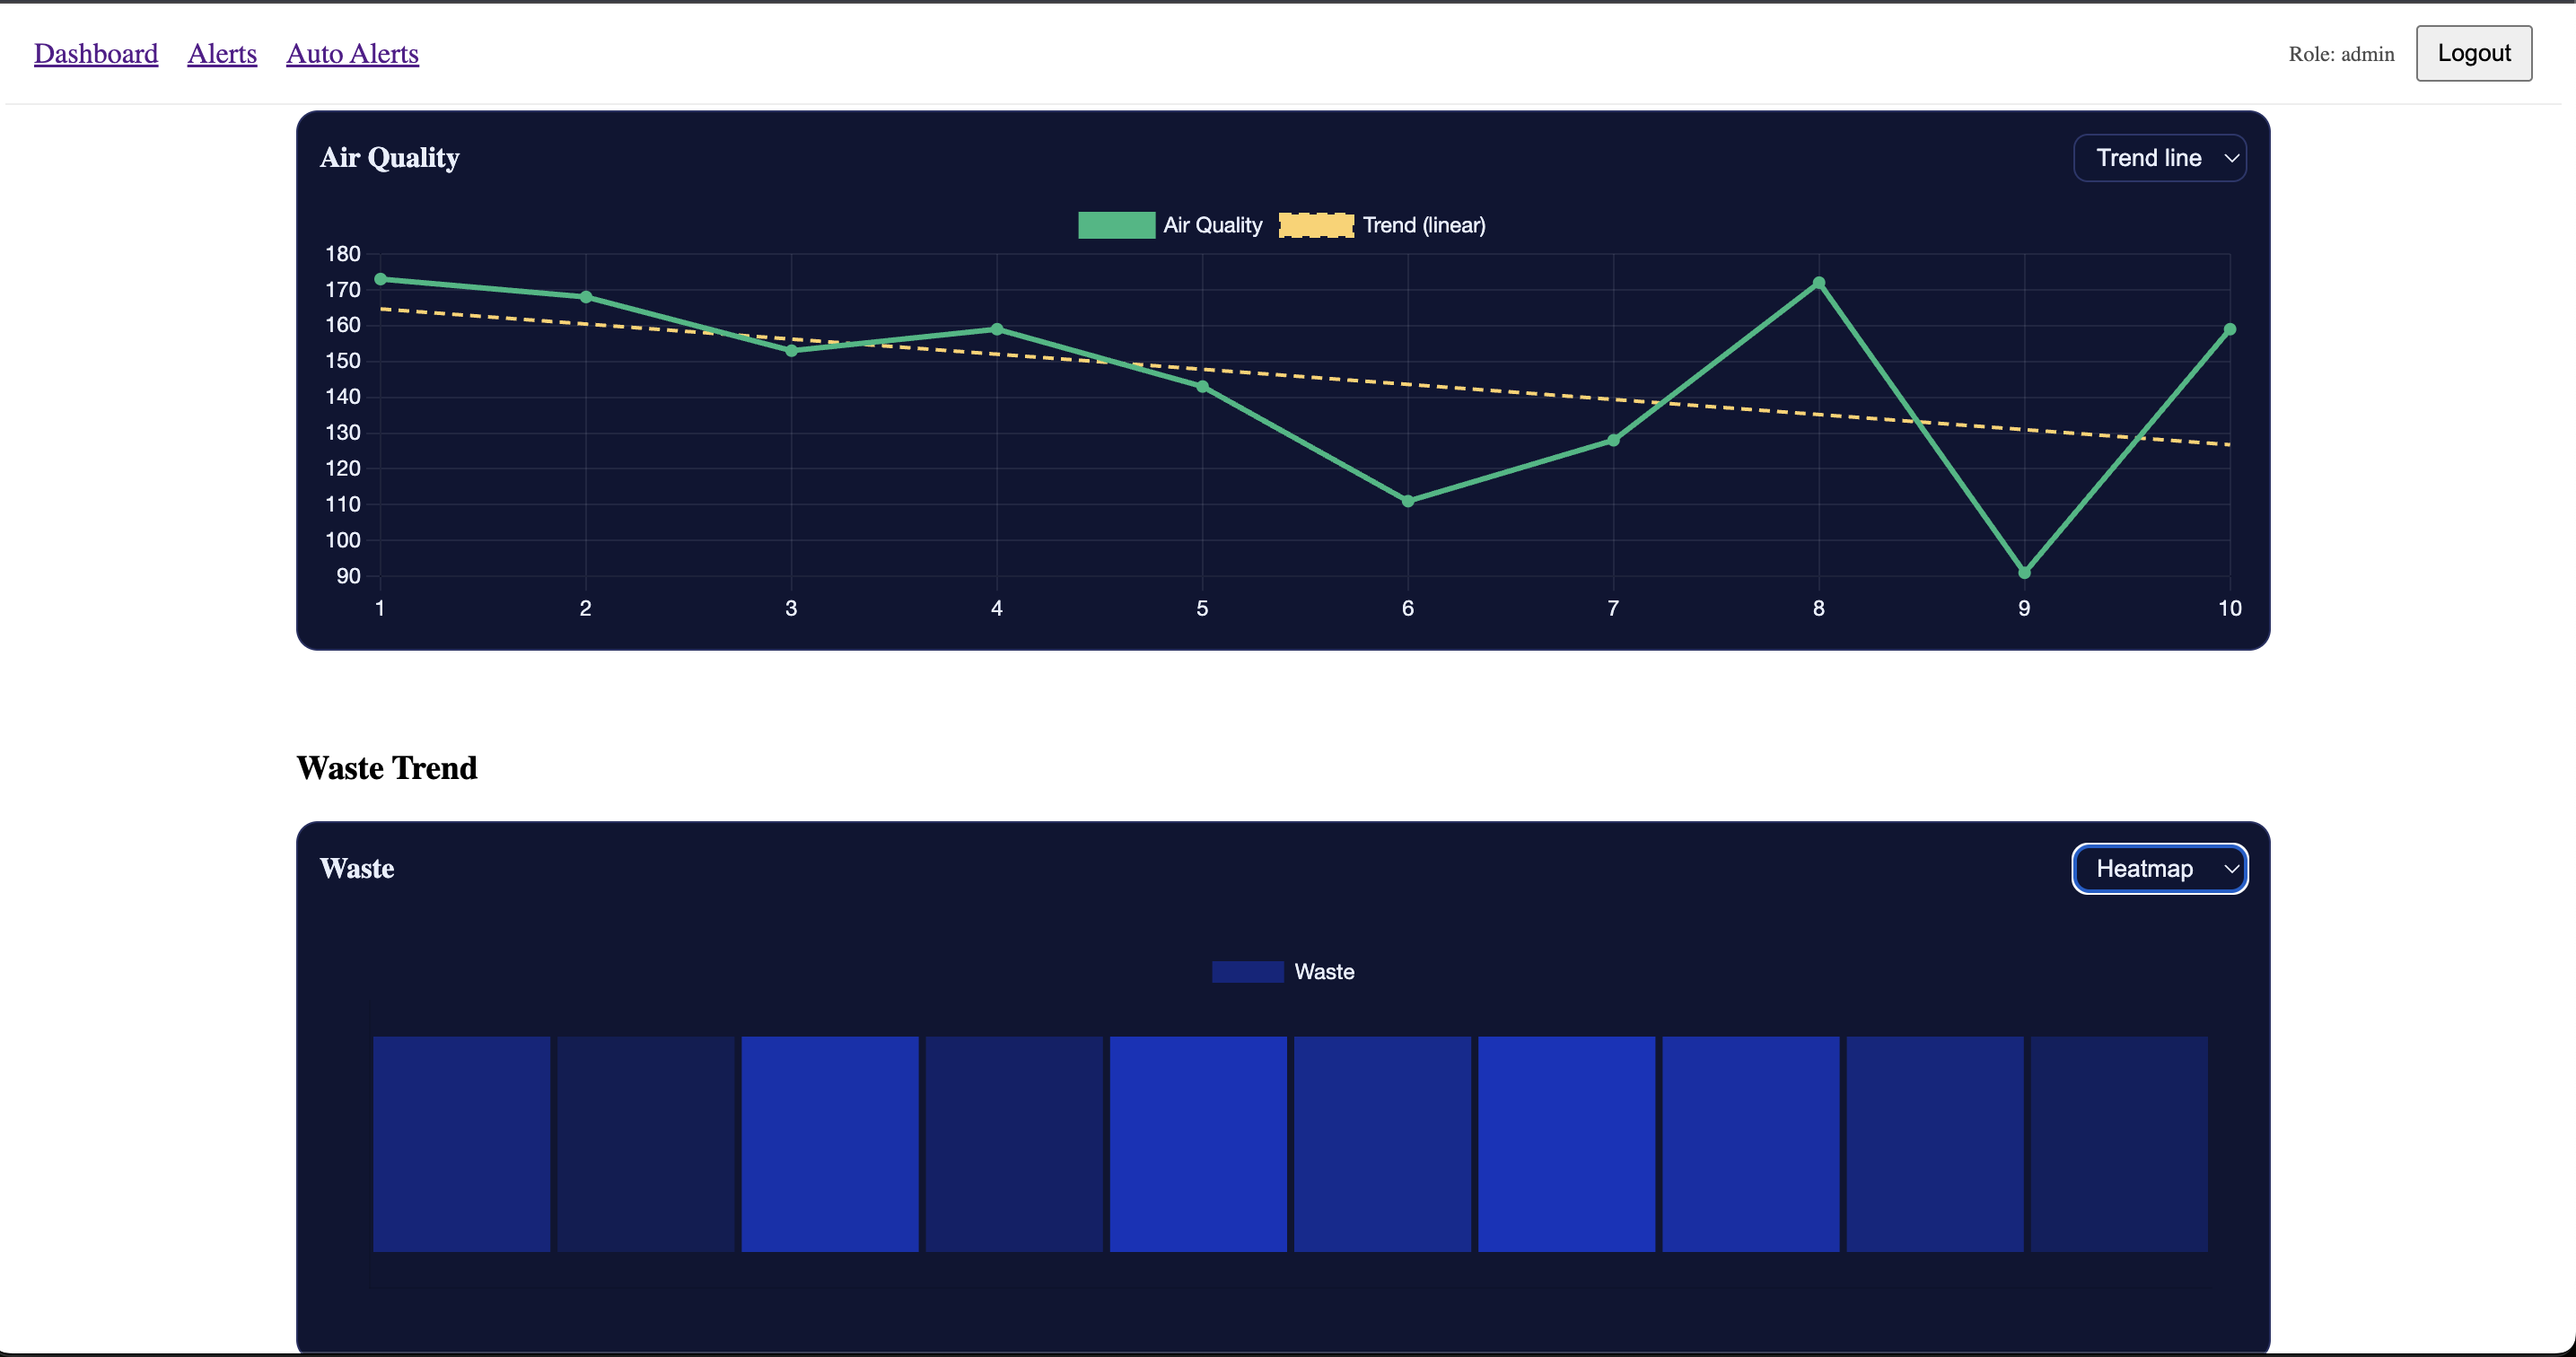 Dashboard Alerts Auto Alerts Role: admin Logout
Air Quality Trend line
Air Quality Trend (linear)
180
170
160
150
140
130
120
110
100
90
1 2 3 4 5 6 7 8 9 10
Waste Trend
Waste Heatmap
Waste